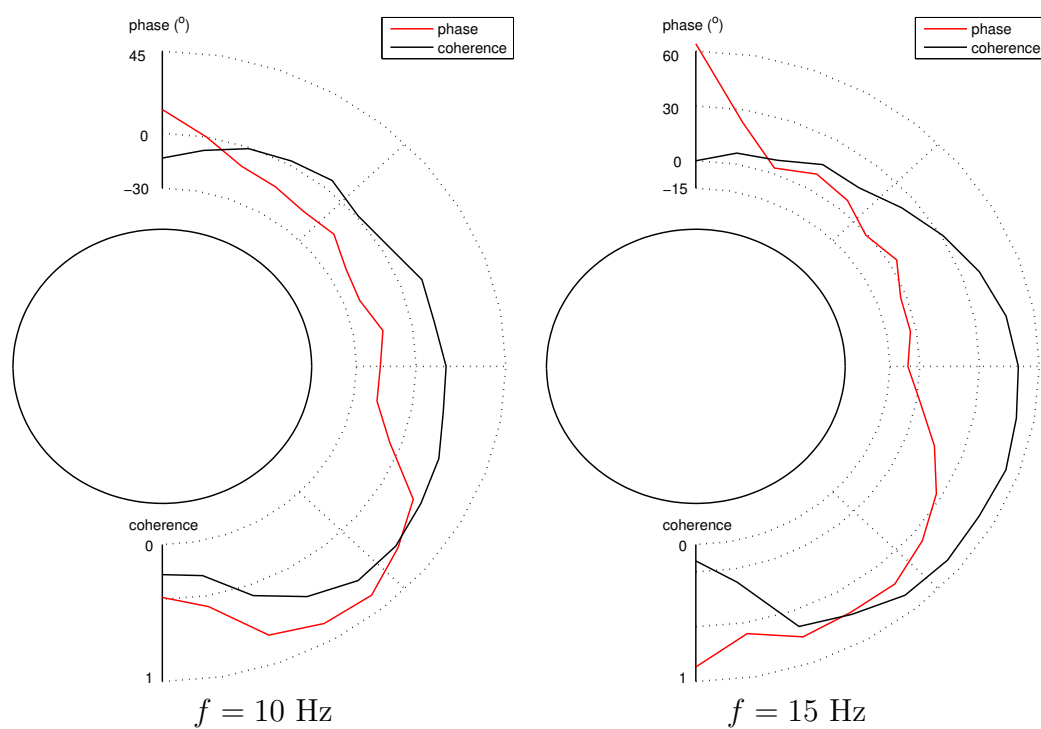 phase (°)
phase
coherence
45
0
−30
coherence
0
1
f = 10 Hz
phase (°)
phase
coherence
60
30
0
−15
coherence
0
1
f = 15 Hz